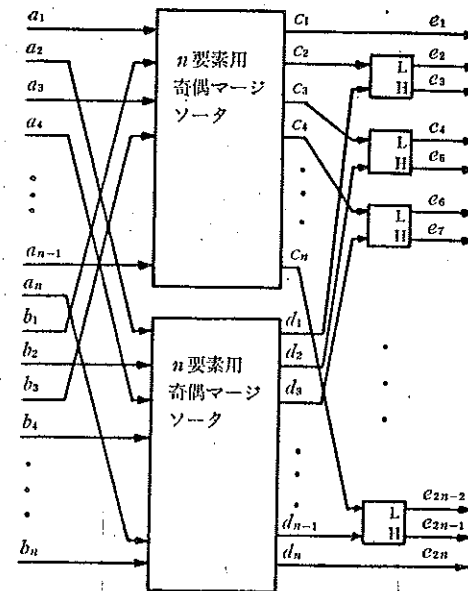 a1
a2
a3
a4
an-1
an
b1
b2
b3
b4
bn
n要素用
奇偶マージ
ソータ
c1
c2
c3
c4
cn
n要素用
奇偶マージ
ソータ
d1
d2
d3
dn-1
dn
L
H
L
H
L
H
L
H
e1
e2
e3
e4
e5
e6
e7
e2n-2
e2n-1
e2n